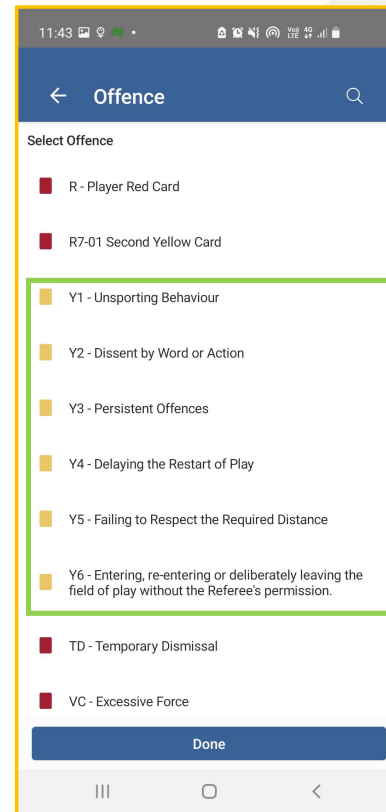 11:43
Vo) 4G
LTE
Offence
Select Offence
R - Player Red Card
R7-01 Second Yellow Card
Y1 - Unsporting Behaviour
Y2 - Dissent by Word or Action
Y3 - Persistent Offences
Y4 - Delaying the Restart of Play
Y5 - Failing to Respect the Required Distance
Y6 - Entering, re-entering or deliberately leaving the
field of play without the Referee's permission.
TD - Temporary Dismissal
VC - Excessive Force
Done